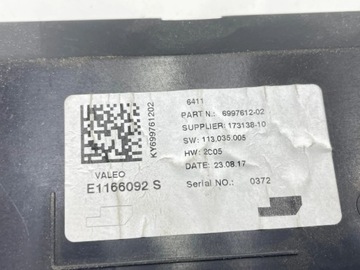 6411
PART N.: 6997612-02
SUPPLIER: 173138-10
SW: 113.035.005
HW: 2C05
DATE: 23.08.17
Serial NO.: 0372
KY699761202
VALEO
E1166092 S